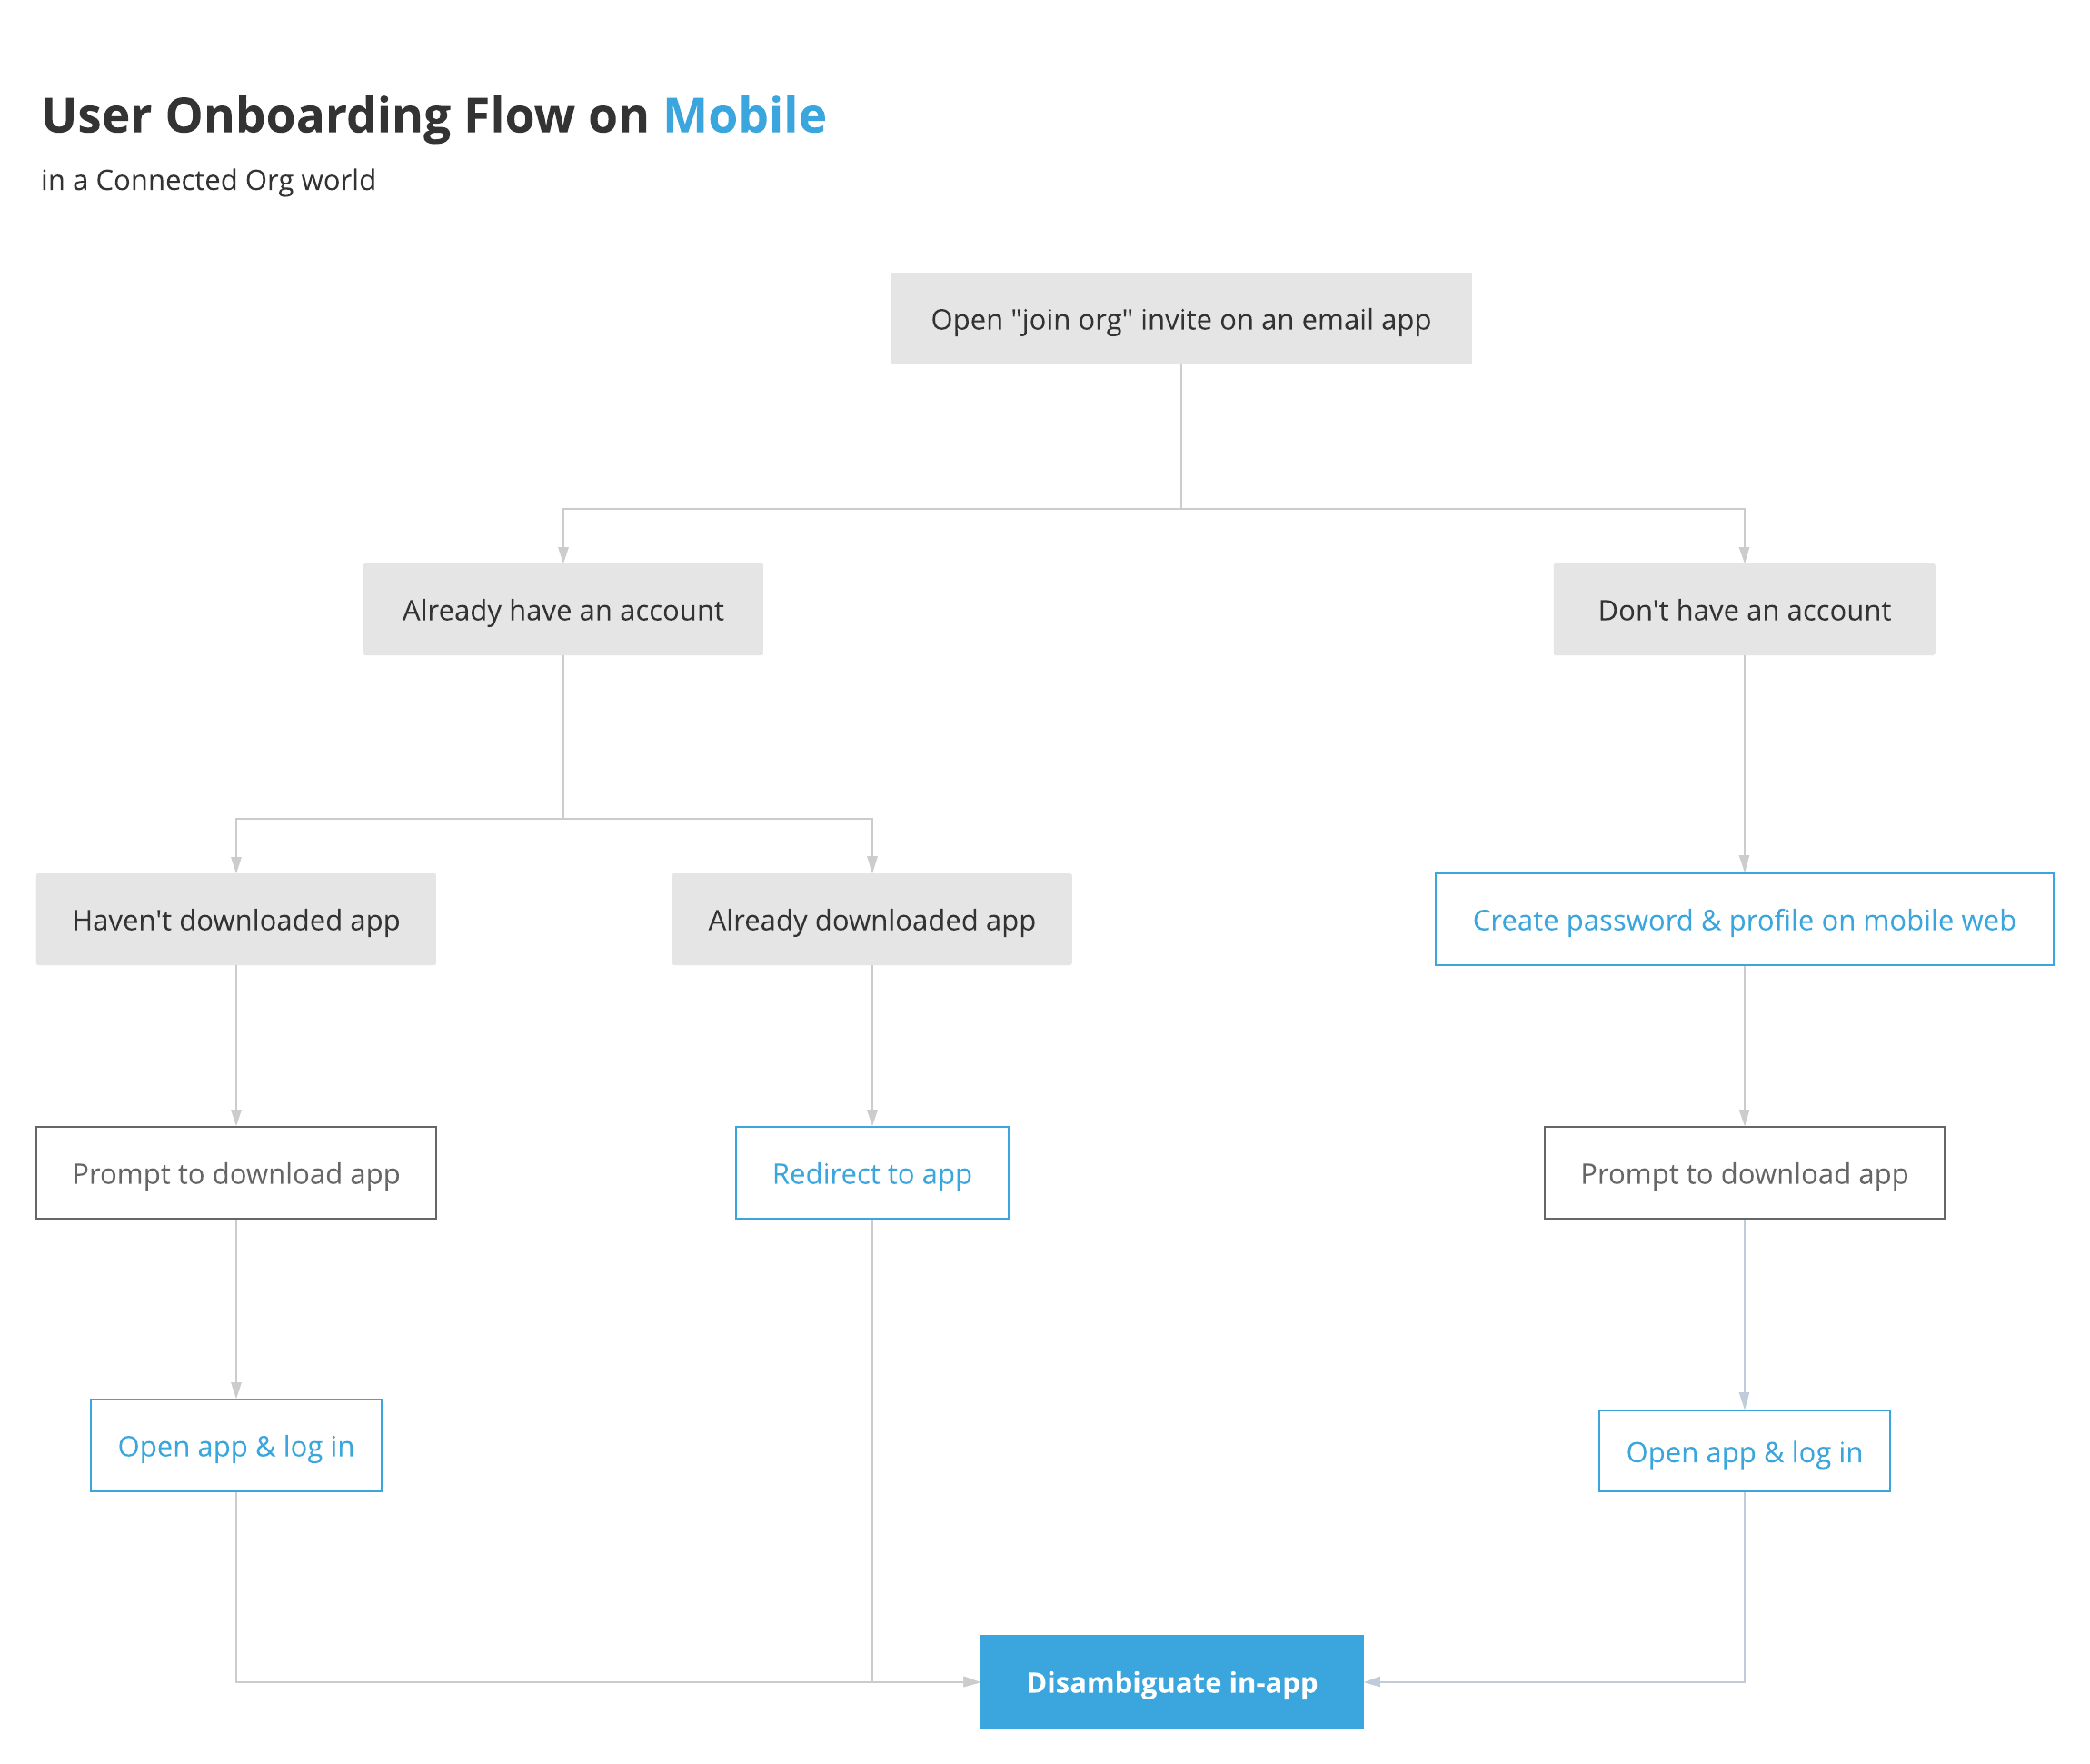 User Onboarding Flow on Mobile
in a Connected Org world
Open "join org" invite on an email app
Already have an account
Don't have an account
Haven't downloaded app
Already downloaded app
Create password & profile on mobile web
Prompt to download app
Redirect to app
Prompt to download app
Open app & log in
Open app & log in
Disambiguate in-app